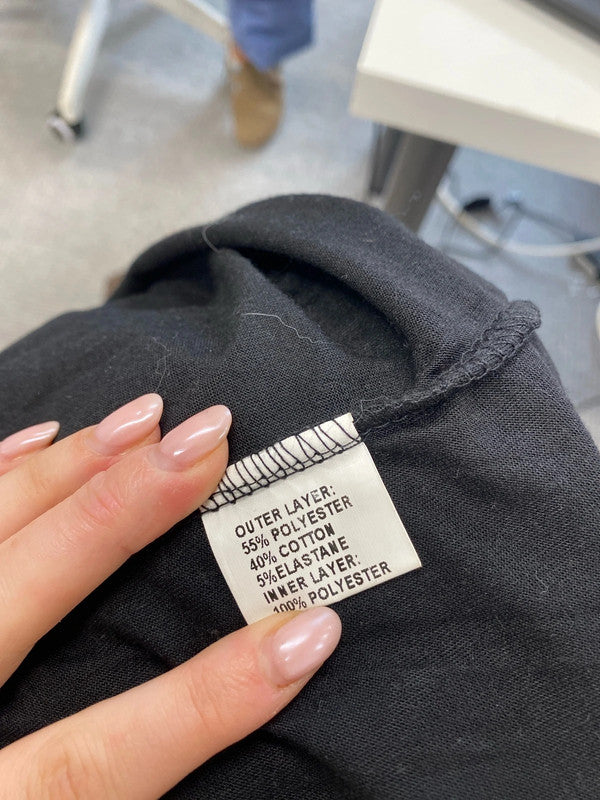 OUTER LAYER:
55% POLYESTER
40% COTTON
5%ELASTANE
INNER LAYER:
100% POLYESTER